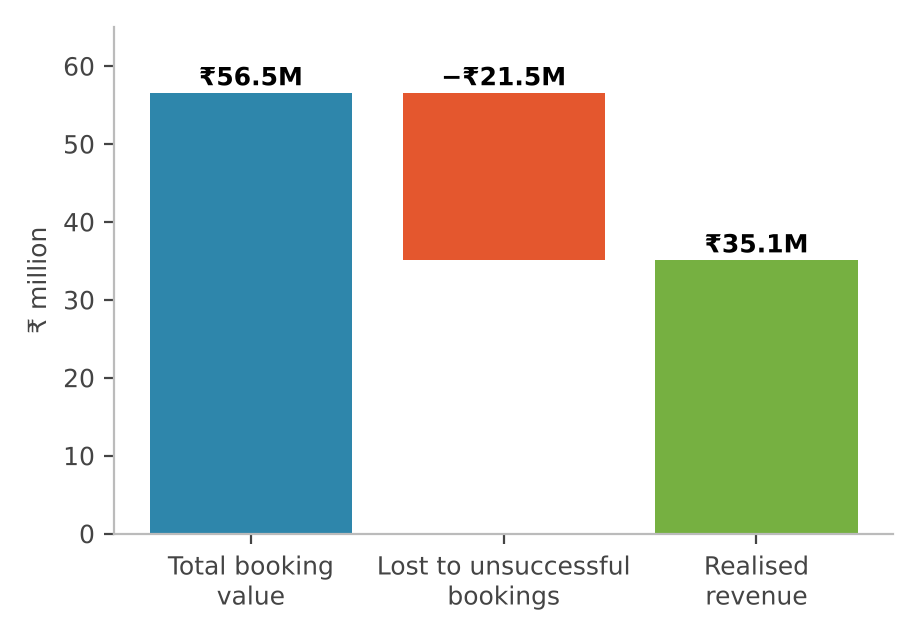 ₹56.5M
−₹21.5M
₹35.1M
60
50
40
30
20
10
0
₹ million
Total booking
value
Lost to unsuccessful
bookings
Realised
revenue